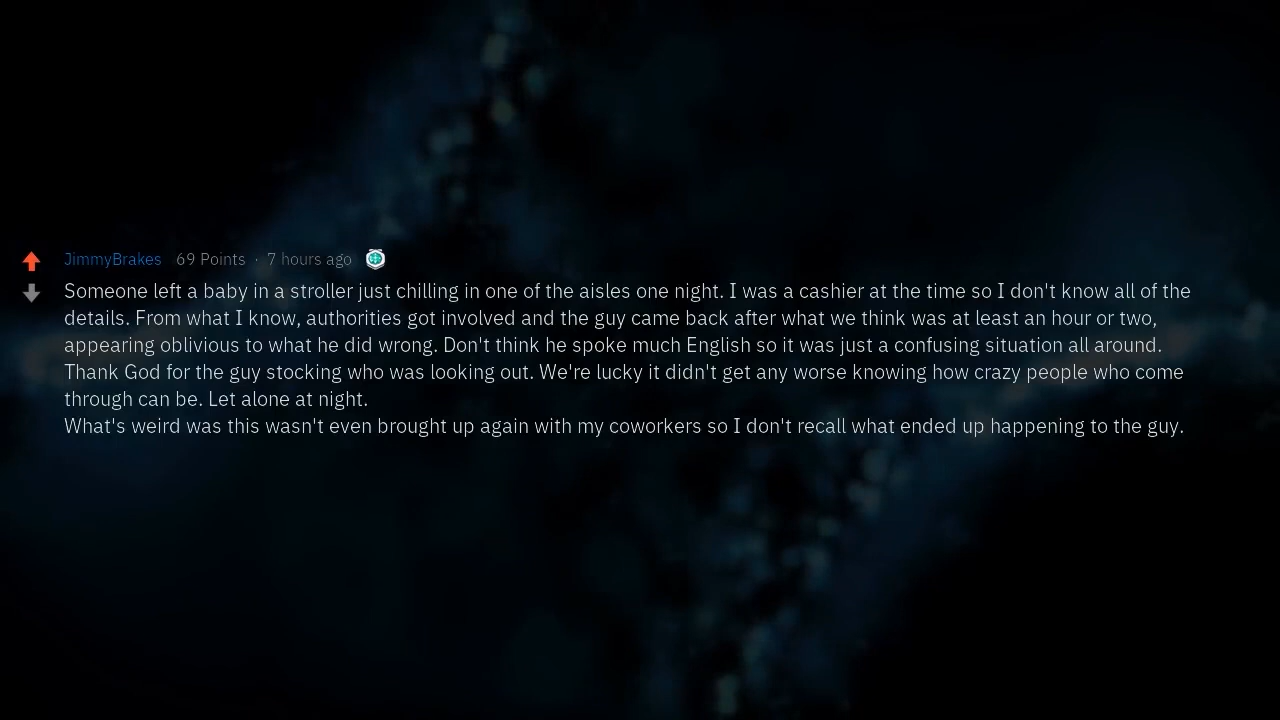 JimmyBrakes 69 Points · 7 hours ago
Someone left a baby in a stroller just chilling in one of the aisles one night. I was a cashier at the time so I don't know all of the
details. From what I know, authorities got involved and the guy came back after what we think was at least an hour or two,
appearing oblivious to what he did wrong. Don't think he spoke much English so it was just a confusing situation all around.
Thank God for the guy stocking who was looking out. We're lucky it didn't get any worse knowing how crazy people who come
through can be. Let alone at night.
What's weird was this wasn't even brought up again with my coworkers so I don't recall what ended up happening to the guy.